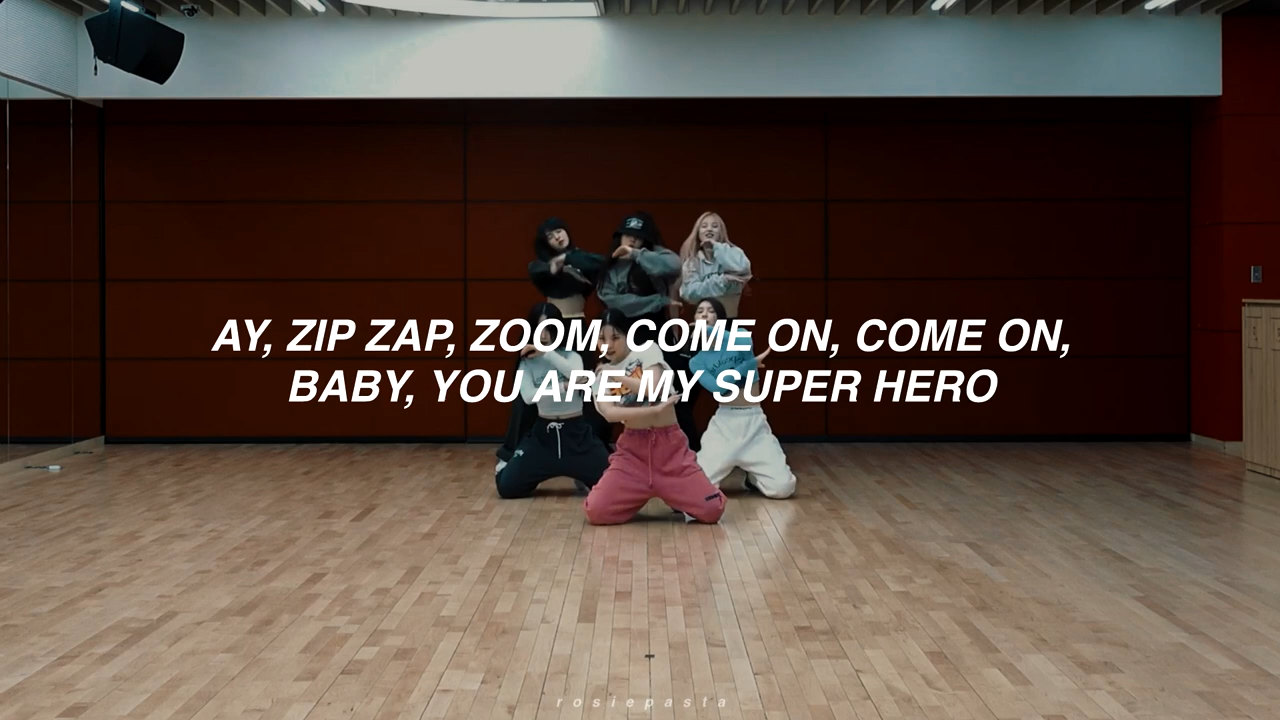 AY, ZIP ZAP, ZOOM, COME ON, COME ON,
BABY, YOU ARE MY SUPER HERO
rosiepasta